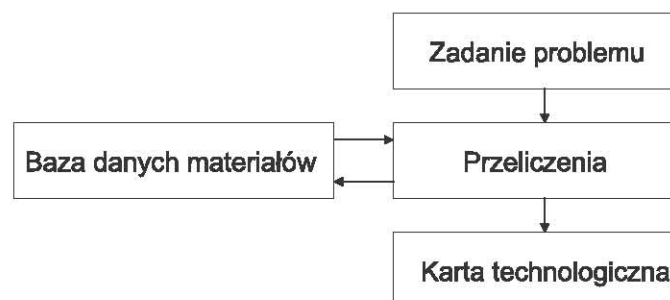 Zadanie problemu
Baza danych materiałów
Przeliczenia
Karta technologiczna